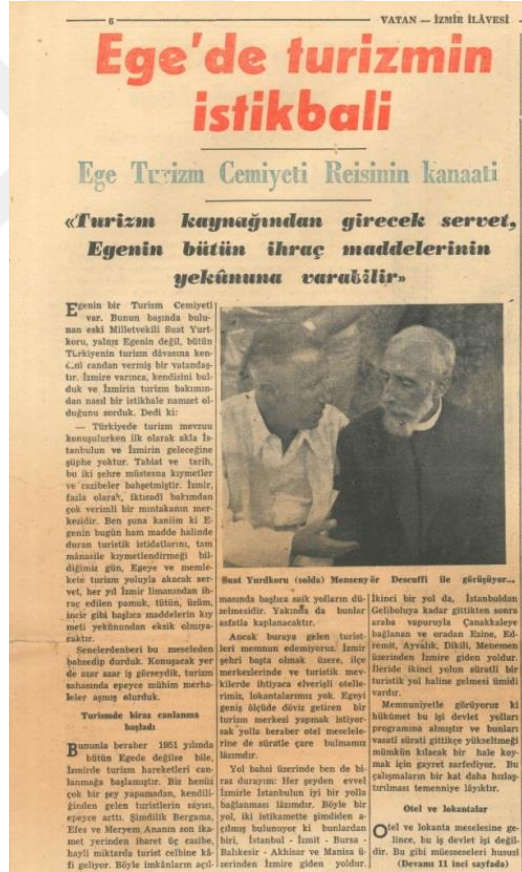 6
VATAN — İZMİR İLÂVESİ
Ege'de turizmin
istikbali
Ege Turizm Cemiyeti Reisinin kanaati
«Turizm kaynağından girecek servet,
Egenin bütün ihraç maddelerinin
yekûnuna varabilir»
Egenin bir Turizm Cemiyeti
var. Bunun başında bulu-
nan eski Milletvekili Suat Yurt-
koru, yalnız Egenin değil, bütün
Türkiyenin turizm dâvasına ken-
dini candan vermiş bir vatandaş-
tır. İzmire varınca, kendisini bul-
duk ve İzmirin turizm bakımın-
dan nasıl bir istikbale namzet ol-
duğunu sorduk. Dedi ki:
— Türkiyede turizm mevzuu
konuşulurken ilk olarak akla İs-
tanbulun ve İzmirin geleceğine
şüphe yoktur. Tabiat ve tarih,
bu iki şehre müstesna kıymetler
ve cazibeler bahşetmiştir. İzmir,
fazla olarak, iktisadî bakımdan
çok verimli bir mıntakanın mer-
kezidir. Ben şuna kaniim ki E-
genin bugün ham madde halinde
duran turistik istidatlarını, tam
mânasile kıymetlendirmeği bil-
diğimiz gün, Egeye ve memle-
kete turizm yoluyla akacak ser-
vet, her yıl İzmir limanından ih-
raç edilen pamuk, tütün, üzüm,
incir gibi başlıca maddelerin kıy
meti yekûnundan eksik olmıya-
caktır.
Senelerdenberi bu meseleden
bahsedip durduk. Konuşacak yer
de azar azar iş görseydik, turizm
sahasında epeyce mühim merha-
leler aşmış olurduk.
Turizmde biraz canlanma
başladı
Bununla beraber 1951 yılında
bütün Egede değilse bile,
İzmirde turizm hareketleri can-
lanmağa başlamıştır. Biz henüz
çok bir şey yapamadan, kendili-
ğinden gelen turistlerin sayısı,
epeyce arttı. Şimdilik Bergama,
Efes ve Meryem Ananın son ika-
met yerinden ibaret üç cazibe,
hayli miktarda turist celbine kâ-
fi geliyor. Böyle imkânların açıl-
Suat Yurdkoru (solda) Mensenyör Descuffi ile görüşüyor...
masında başlıca saik yolların dü-
zelmesidir. Yakında da bunlar
asfatla kaplanacaktır.
Ancak buraya gelen turist-
leri memnun edemiyoruz. İzmir
şehri başta olmak üzere, ilçe
merkezlerinde ve turistik mev-
kilerde ihtiyaca elverişli otelle-
rimiz, lokantalarımız yok. Egeyi
geniş ölçüde döviz getiren bir
turizm merkezi yapmak istiyor-
sak yolla beraber otel meselele-
rine de süratle çare bulmamız
lâzımdır.
Yol bahsi üzerinde ben de bi-
raz durayım: Her şeyden evvel
İzmirle İstanbulun iyi bir yolla
bağlanması lâzımdır. Böyle bir
yol, iki istikamette şimdiden a-
çılmış bulunuyor ki bunlardan
biri, İstanbul - İzmit - Bursa -
Balıkesir - Akhisar ve Manisa ü-
zerinden İzmire giden yoldur.
İkinci bir yol da, İstanbuldan
Geliboluya kadar gittikten sonra
araba vapuruyla Çanakkaleye
bağlanan ve oradan Ezine, Ed-
remit, Ayvalık, Dikili, Menemen
üzerinden İzmire giden yoldur.
İleride ikinci yolun süratli bir
turistik yol haline gelmesi ümidi
vardır.
Memnuniyetle görüyoruz ki
hükûmet bu işi devlet yolları
programına almıştır ve bunları
vasati sürati gittikçe yükseltmeği
mümkün kılacak bir hale koy-
mak için gayret sarfediyor. Bu
çalışmaların bir kat daha hızlaş-
tırılması temenniye lâyıktır.
Otel ve lokantalar
Otel ve lokanta meselesine ge-
lince, bu iş devlet işi değil-
dir. Bu gibi müesseseleri hususî
(Devamı 11 inci sayfada)